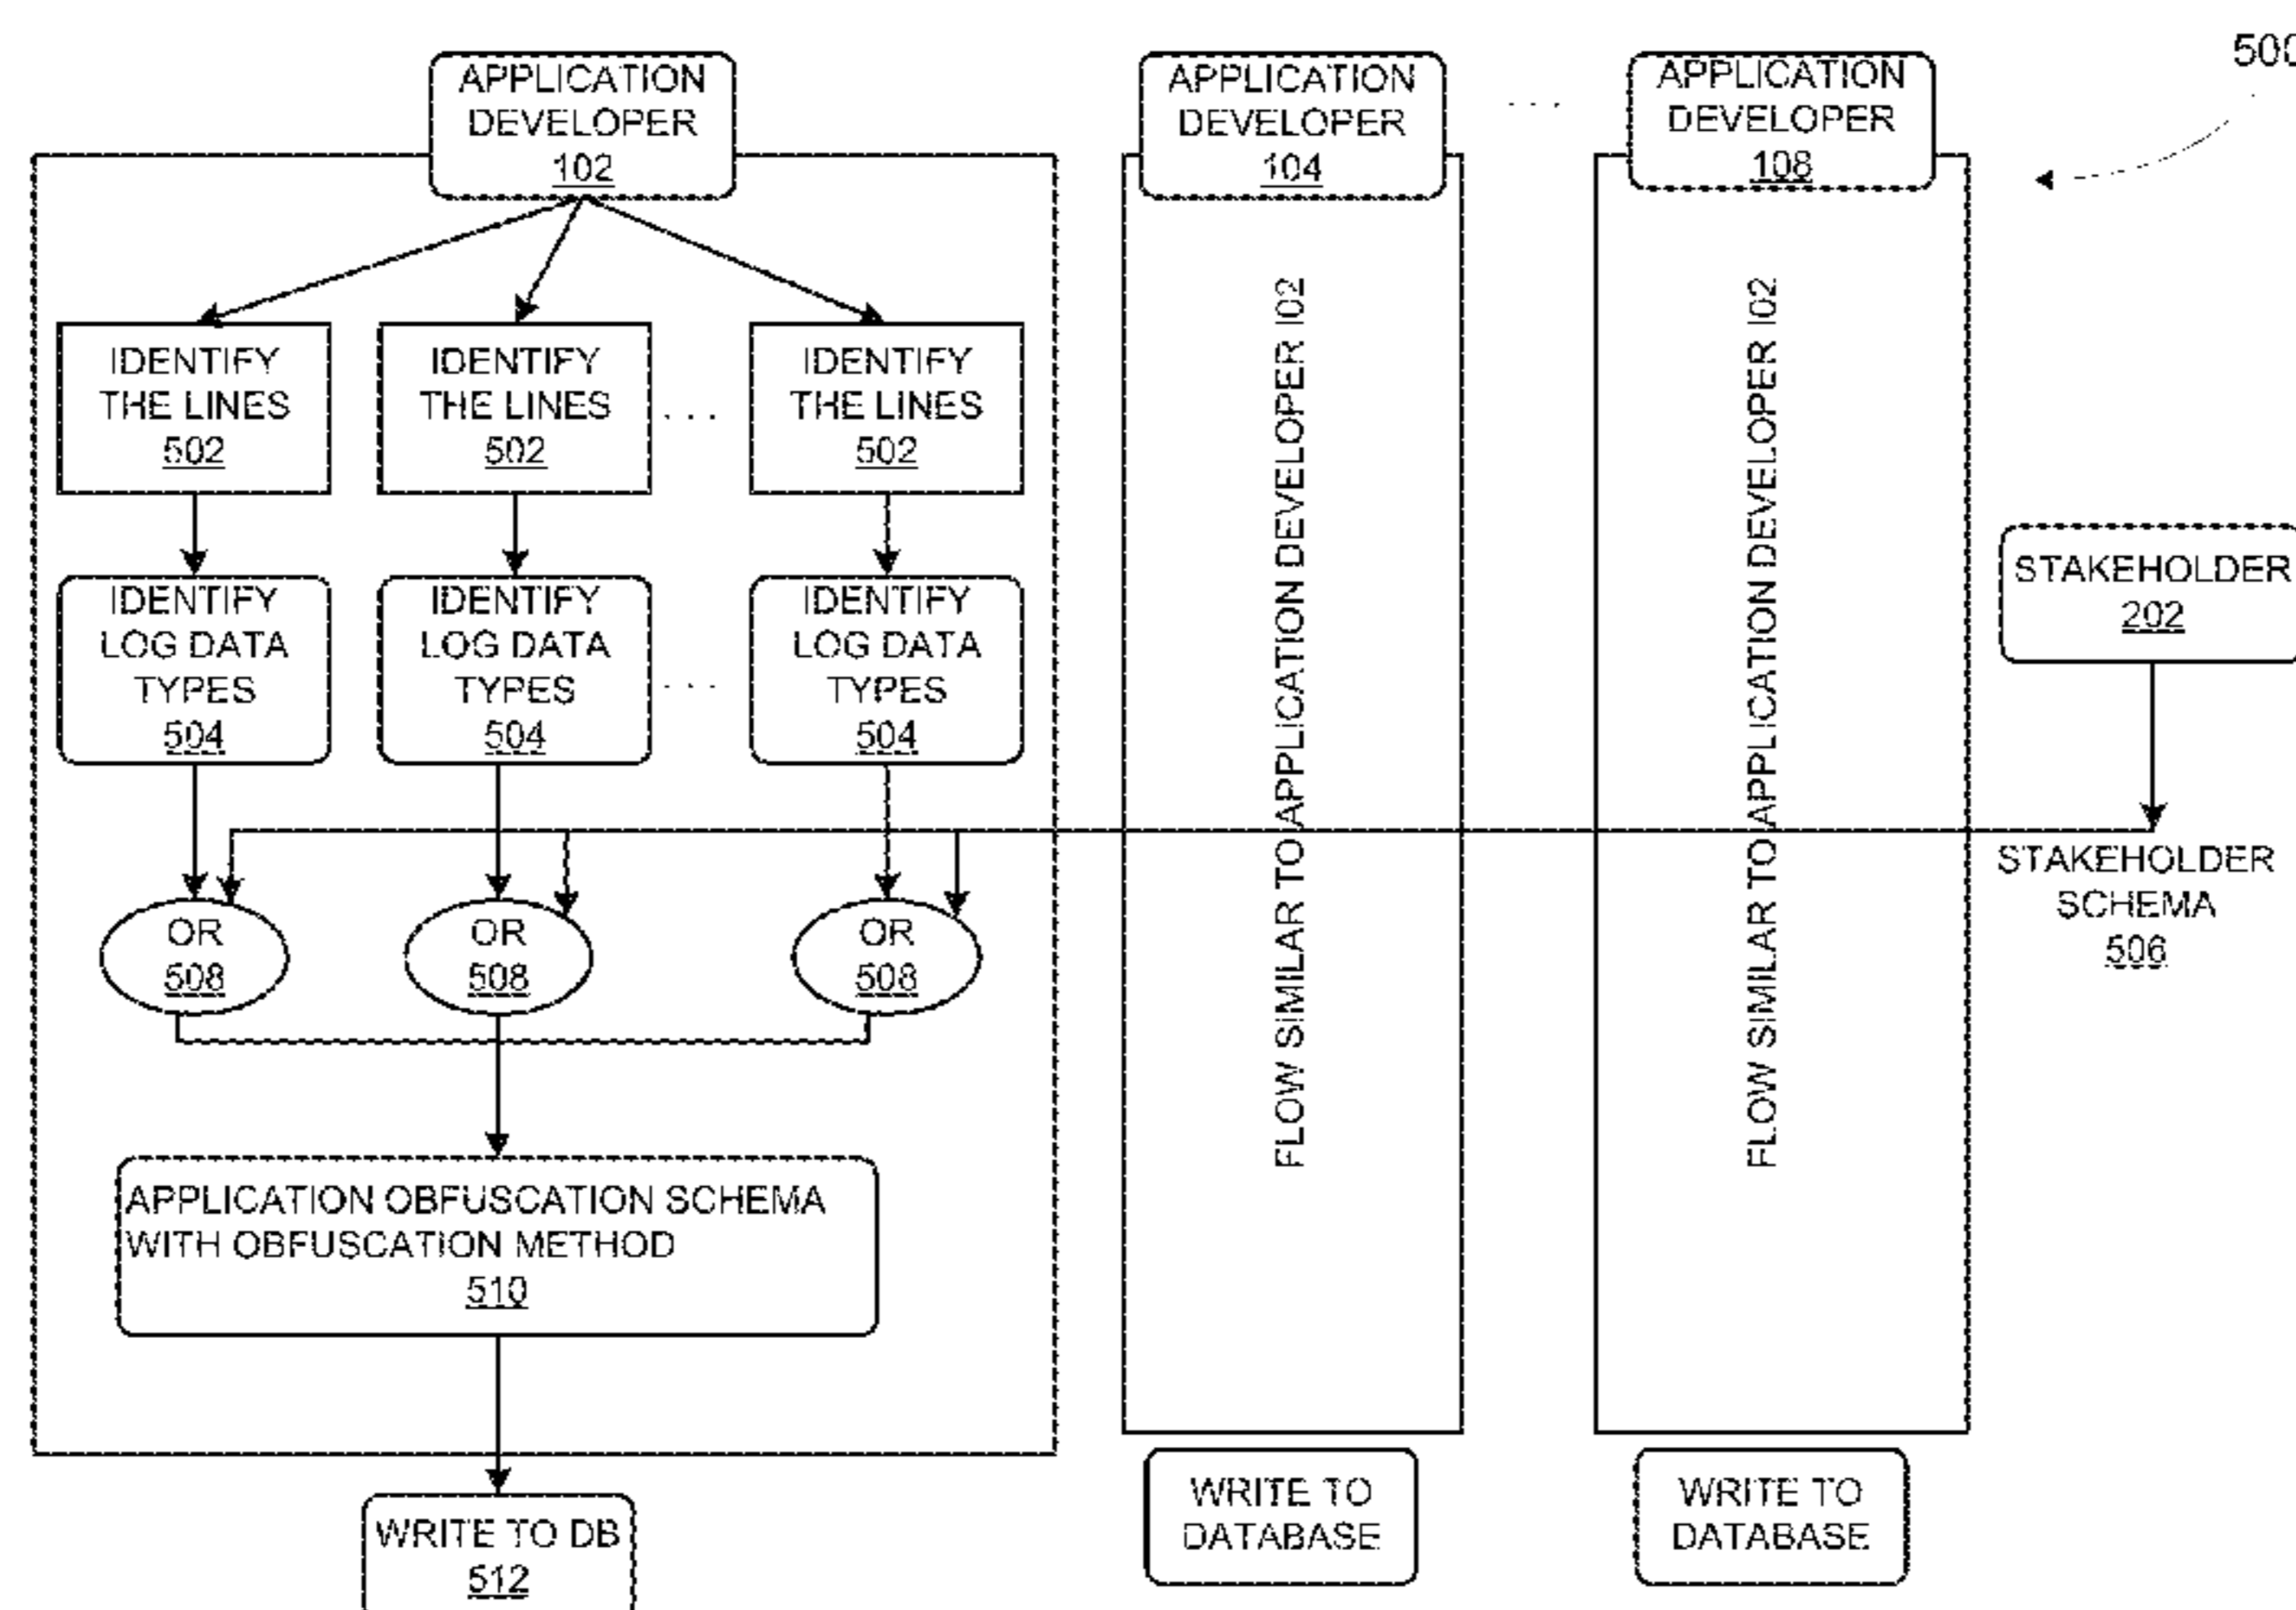 500
APPLICATION
DEVELOPER
102
APPLICATION
DEVELOPER
104
. . .
APPLICATION
DEVELOPER
108
IDENTIFY
THE LINES
502
IDENTIFY
THE LINES
502
. . .
IDENTIFY
THE LINES
502
IDENTIFY
LOG DATA
TYPES
504
IDENTIFY
LOG DATA
TYPES
504
. . .
IDENTIFY
LOG DATA
TYPES
504
FLOW SIMILAR TO APPLICATION DEVELOPER I02
FLOW SIMILAR TO APPLICATION DEVELOPER I02
STAKEHOLDER
202
STAKEHOLDER
SCHEMA
506
OR
508
OR
508
OR
508
APPLICATION OBFUSCATION SCHEMA
WITH OBFUSCATION METHOD
510
WRITE TO DB
512
WRITE TO
DATABASE
WRITE TO
DATABASE